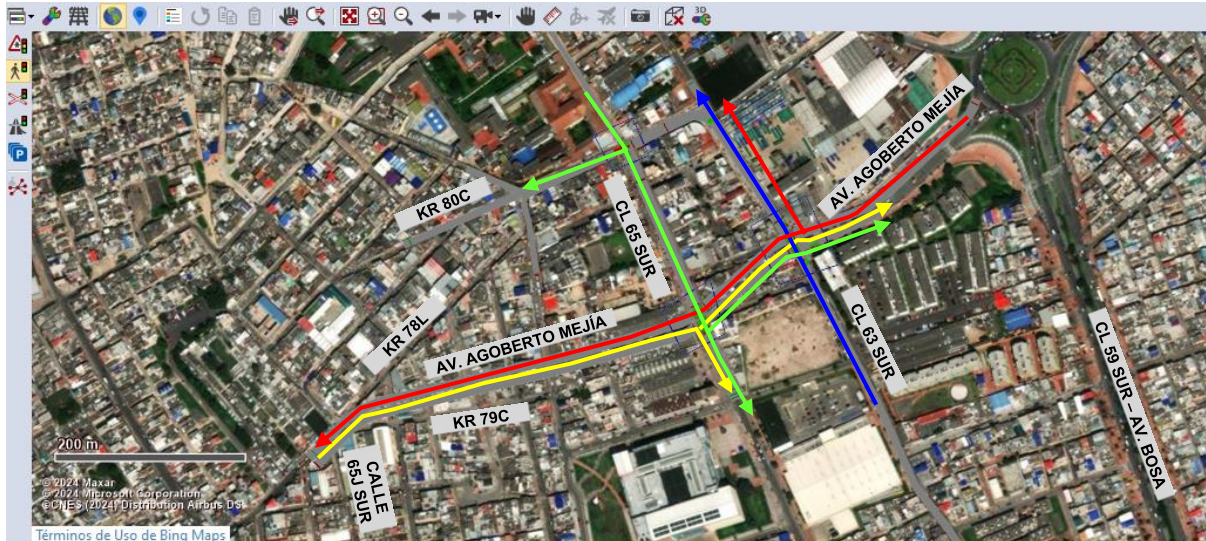 3D
AV. AGOBERTO MEJÍA
KR 80C
CL 65 SUR
KR 78L
AV. AGOBERTO MEJÍA
CL 63 SUR
CL 59 SUR – AV. BOSA
KR 79C
CALLE
65J SUR
200 m
© 2024 Maxar
© 2024 Microsoft Corporation
©CNES (2024) Distribution Airbus DS
Términos de Uso de Bing Maps